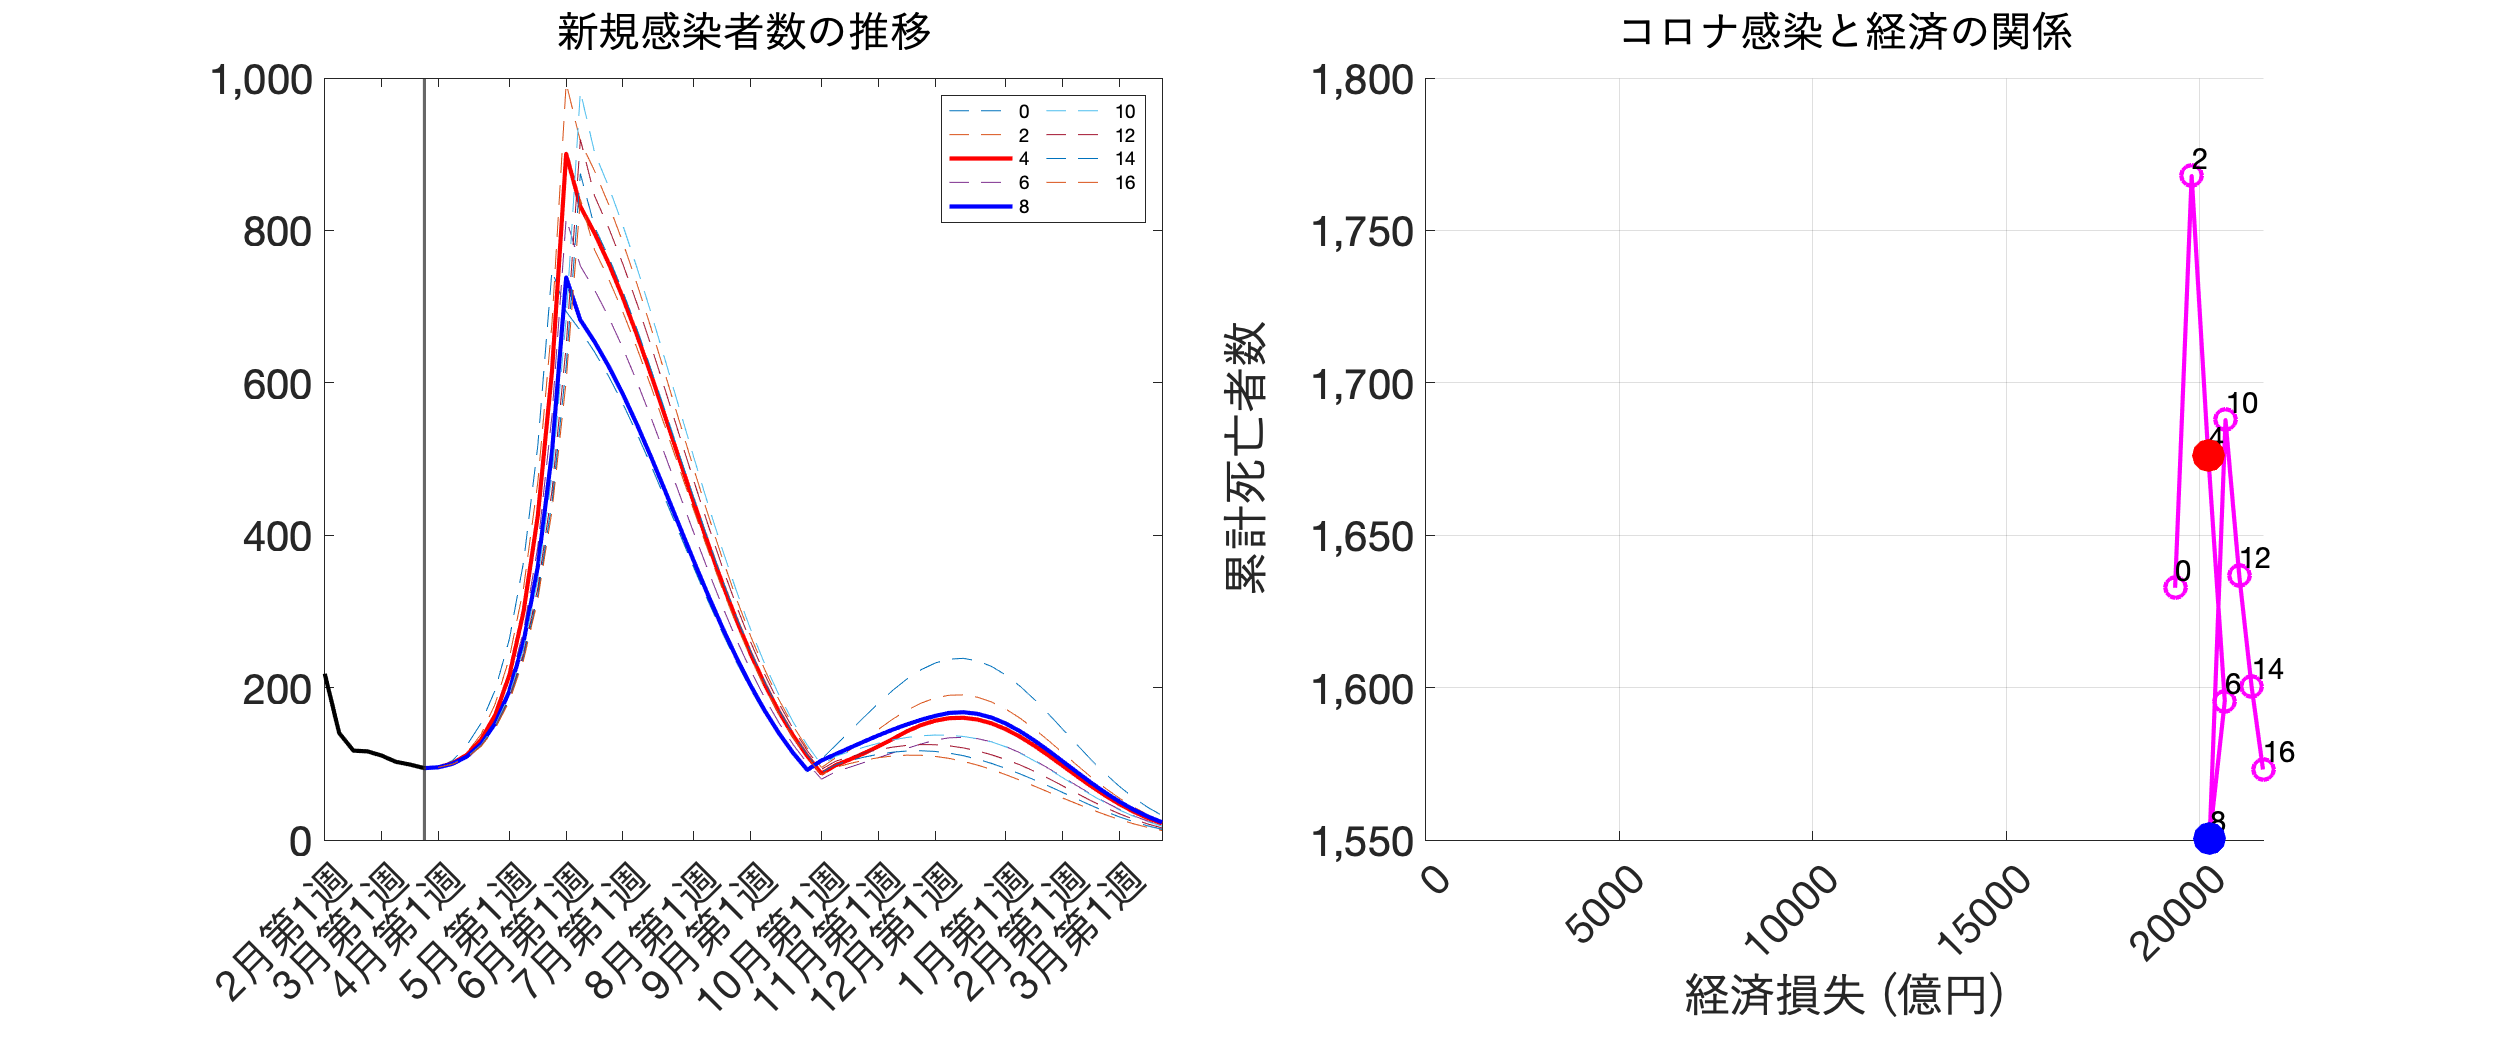 新規感染者数の推移
1,000
800
600
400
200
0
0
2
4
6
8
10
12
14
16
2月第1週
3月第1週
4月第1週
5月第1週
6月第1週
7月第1週
8月第1週
9月第1週
10月第1週
11月第1週
12月第1週
1月第1週
2月第1週
3月第1週
コロナ感染と経済の関係
累計死亡者数
1,800
1,750
1,700
1,650
1,600
1,550
2
10
4
12
0
14
6
16
8
0
5000
10000
15000
20000
経済損失 (億円)